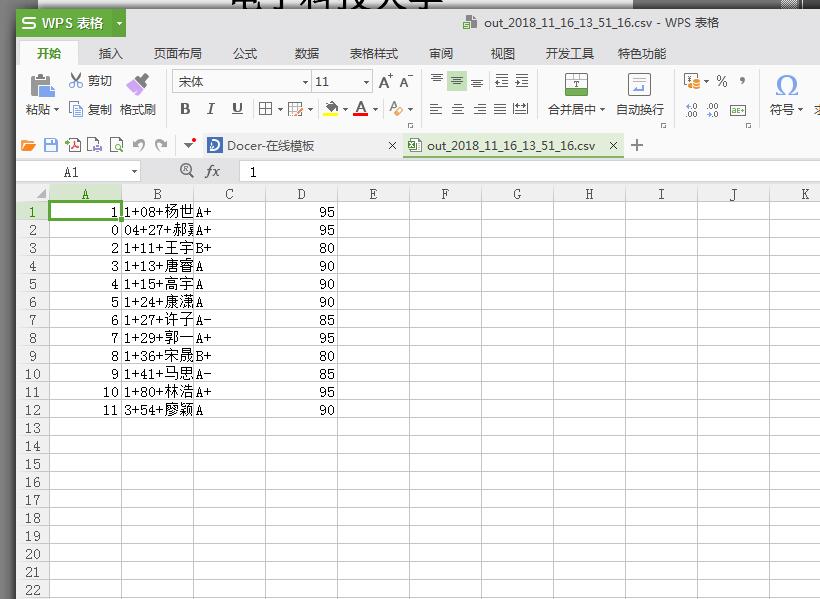 out_2018_11_16_13_51_16.csv - WPS 表格
S WPS 表格
开始 插入 页面布局 公式 数据 表格样式 审阅 视图 开发工具 特色功能
粘贴 剪切 复制 格式刷 宋体 11 A+ A- B I U A 合并居中 自动换行 % 符号
Docer-在线模板 × out_2018_11_16_13_51_16.csv × +
A1 fx 1
A B C D E F G H I J K
1 1 1+08+杨世 A+ 95
2 0 04+27+郝 A+ 95
3 2 1+11+王宇 B+ 80
4 3 1+13+唐睿 A 90
5 4 1+15+高宇 A 90
6 5 1+24+康潇 A 90
7 6 1+27+许子 A- 85
8 7 1+29+郭一 A+ 95
9 8 1+36+宋晟 B+ 80
10 9 1+41+马思 A- 85
11 10 1+80+林浩 A+ 95
12 11 3+54+廖颖 A 90
13
14
15
16
17
18
19
20
21
22